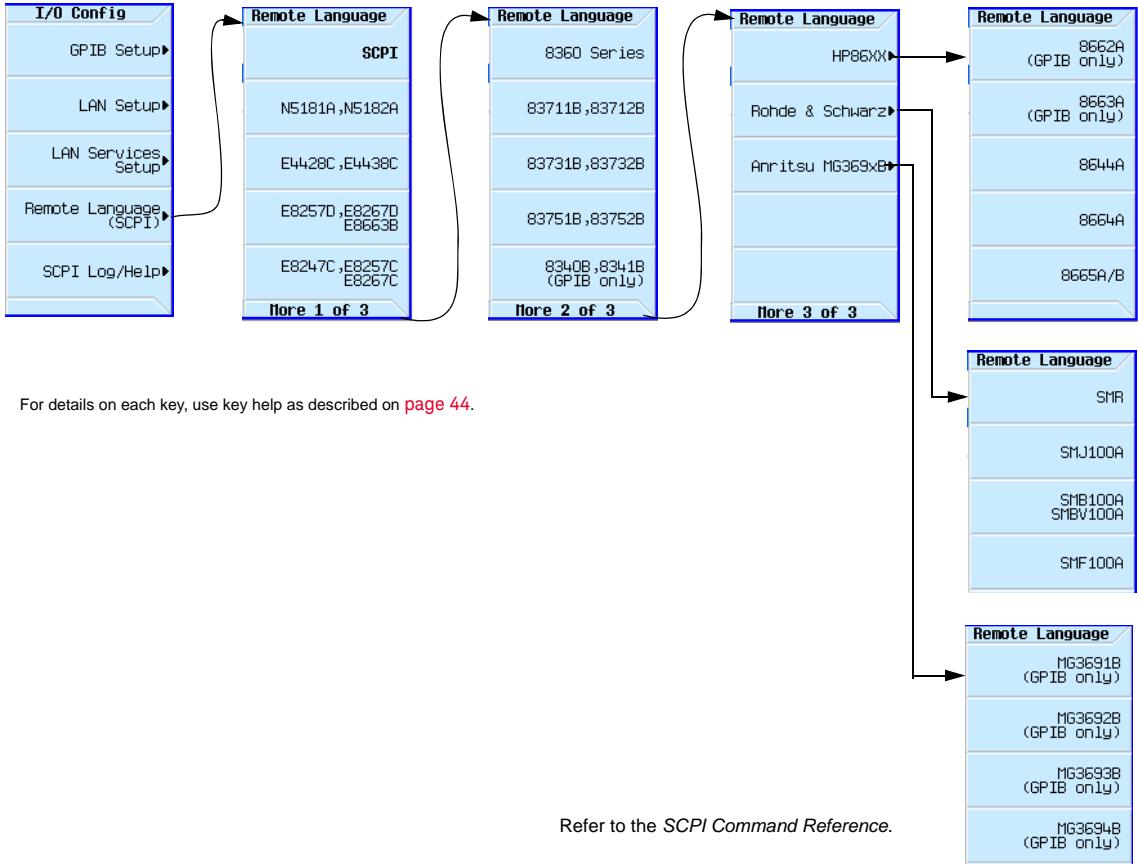 I/O Config
GPIB Setup
LAN Setup
LAN Services
Setup
Remote Language
(SCPI)
SCPI Log/Help
Remote Language
SCPI
N5181A,N5182A
E4428C,E4438C
E8257D,E8267D
E8663B
E8247C,E8257C
E8267C
More 1 of 3
Remote Language
8360 Series
83711B,83712B
83731B,83732B
83751B,83752B
8340B,8341B
(GPIB only)
More 2 of 3
Remote Language
HP86XX
Rohde & Schwarz
Anritsu MG369xB
More 3 of 3
Remote Language
8662A
(GPIB only)
8663A
(GPIB only)
8644A
8664A
8665A/B
Remote Language
SMR
SMJ100A
SMB100A
SMBV100A
SMF100A
Remote Language
MG3691B
(GPIB only)
MG3692B
(GPIB only)
MG3693B
(GPIB only)
MG3694B
(GPIB only)
For details on each key, use key help as described on page 44.
Refer to the SCPI Command Reference.